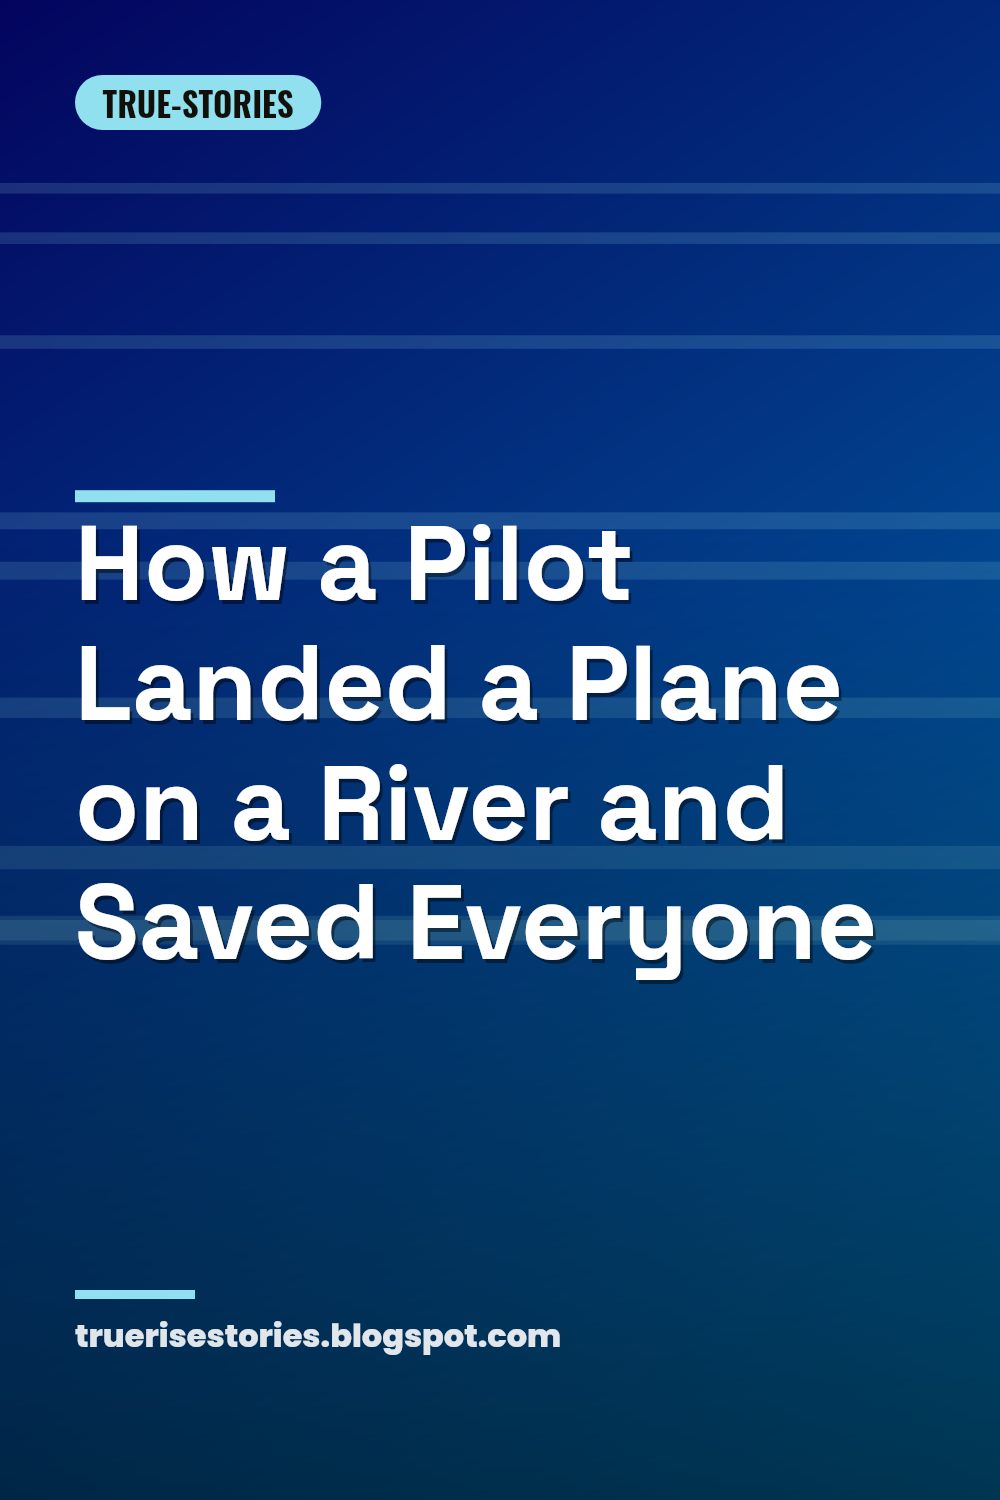 TRUE-STORIES
How a Pilot
Landed a Plane
on a River and
Saved Everyone
truerisestories.blogspot.com